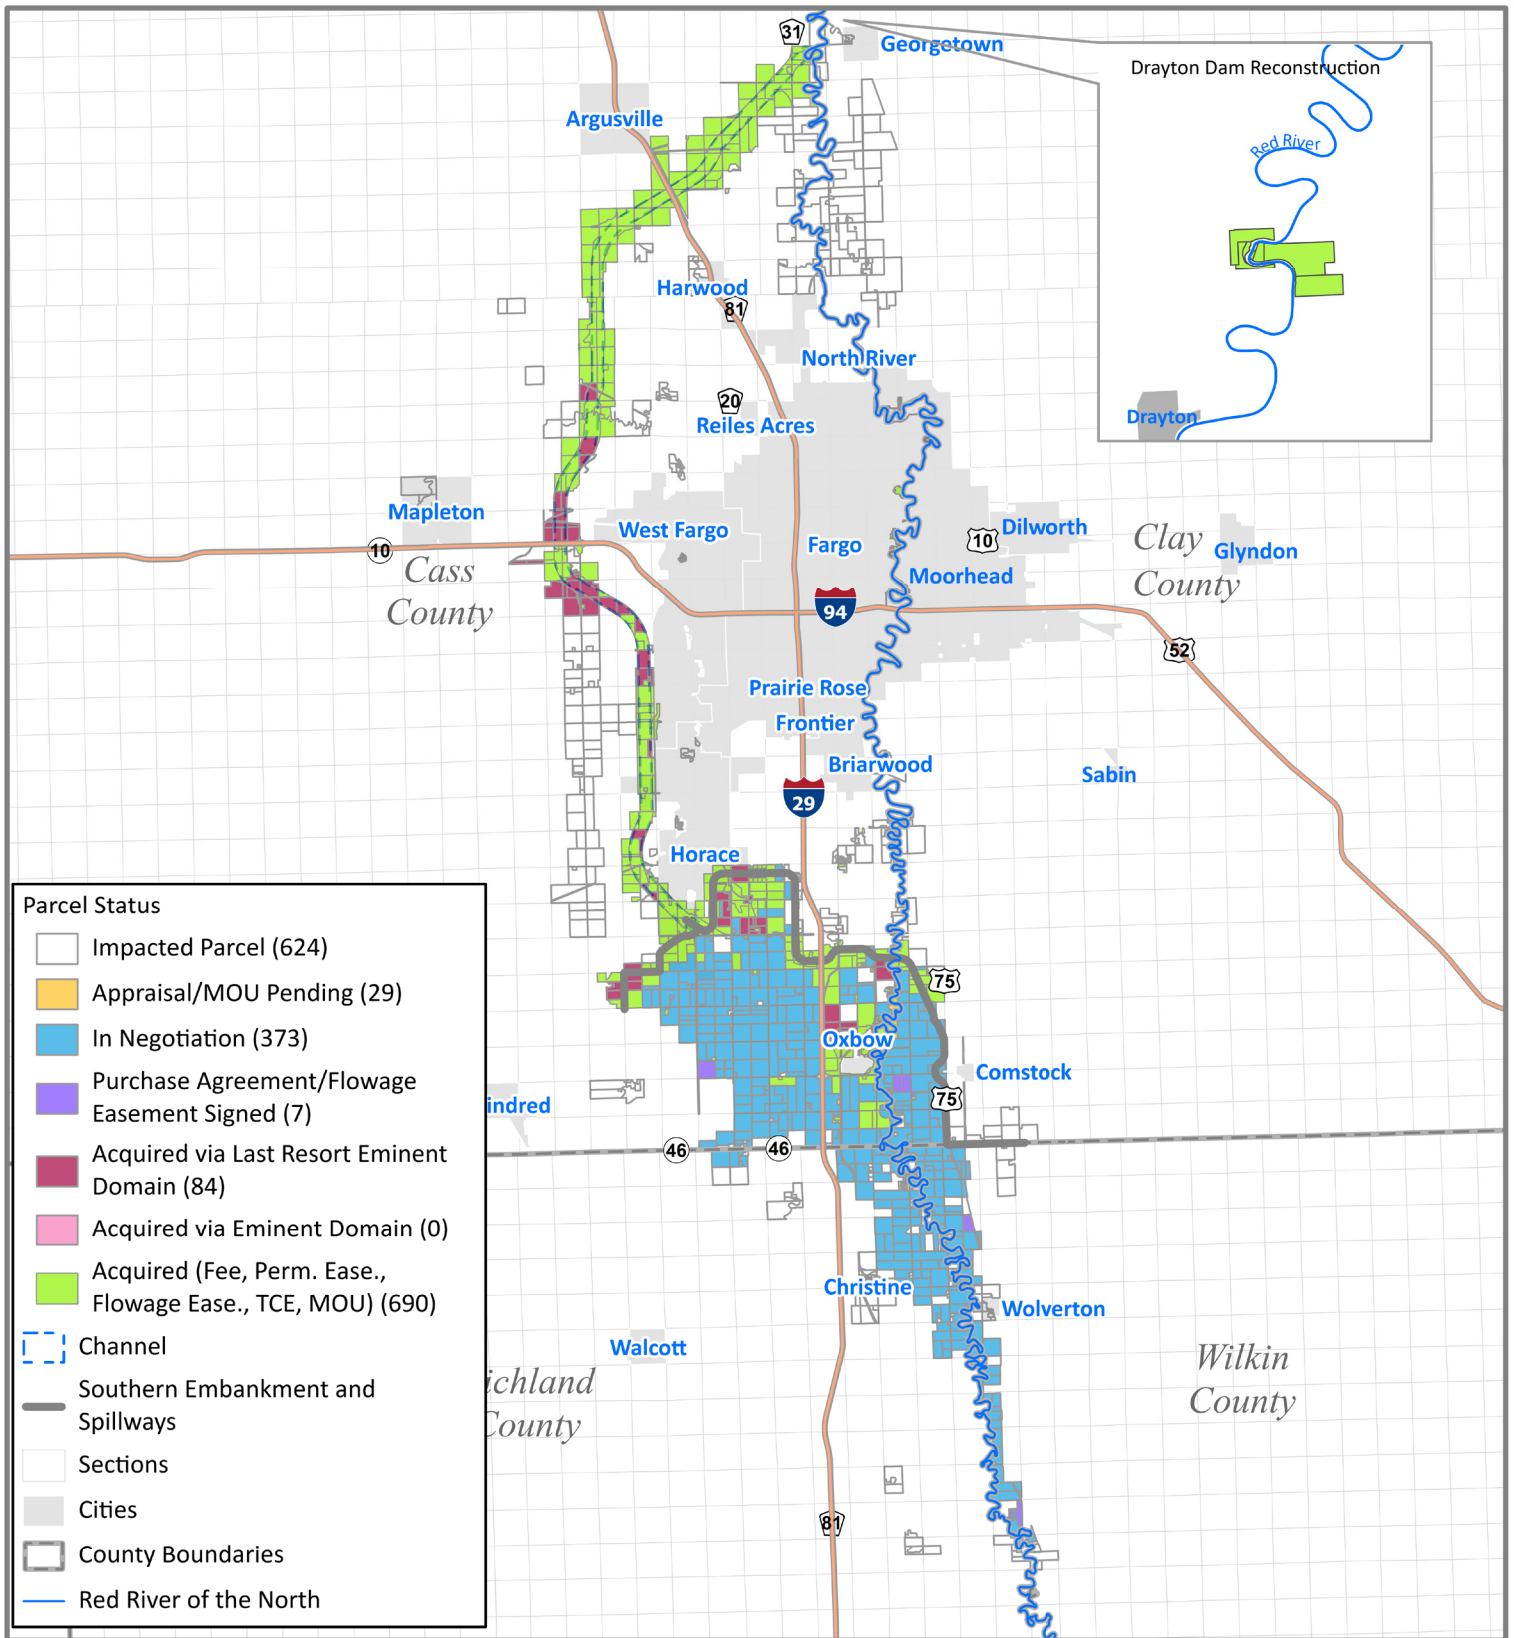 31
Georgetown
Drayton Dam Reconstruction
Argusville
Red River
Harwood
81
North River
20
Reiles Acres
Drayton
Mapleton
West Fargo
Fargo
10
Dilworth
Clay
County
Glyndon
10
Cass
County
Moorhead
94
52
Prairie Rose
Frontier
Briarwood
Sabin
29
Horace
75
Oxbow
Comstock
75
indred
46
46
Christine
Wolverton
Walcott
ichland
County
Wilkin
County
81
Parcel Status
Impacted Parcel (624)
Appraisal/MOU Pending (29)
In Negotiation (373)
Purchase Agreement/Flowage
Easement Signed (7)
Acquired via Last Resort Eminent
Domain (84)
Acquired via Eminent Domain (0)
Acquired (Fee, Perm. Ease.,
Flowage Ease., TCE, MOU) (690)
Channel
Southern Embankment and
Spillways
Sections
Cities
County Boundaries
Red River of the North